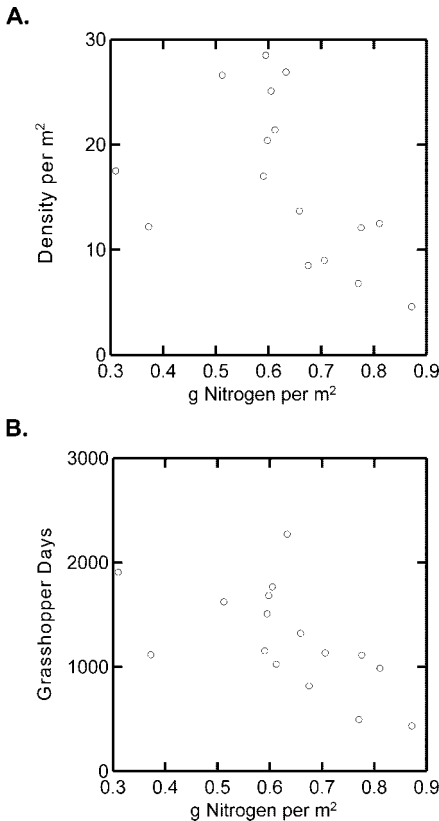 A.
30
20
10
0
Density per m²
0.3 0.4 0.5 0.6 0.7 0.8 0.9
g Nitrogen per m²
B.
3000
2000
1000
0
Grasshopper Days
0.3 0.4 0.5 0.6 0.7 0.8 0.9
g Nitrogen per m²